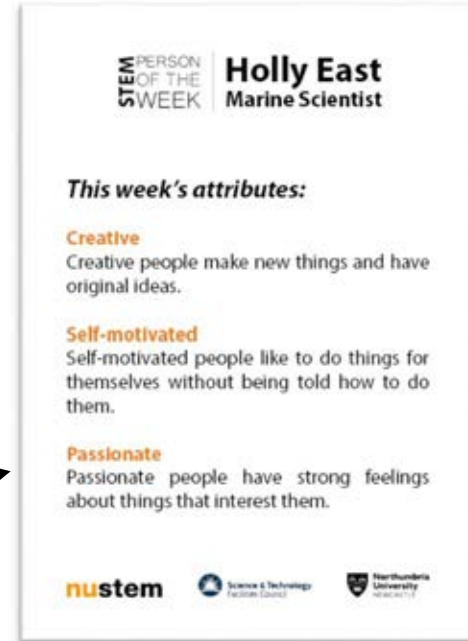 STEM
PERSON
OF THE
WEEK
Holly East
Marine Scientist
This week's attributes:
Creative
Creative people make new things and have
original ideas.
Self-motivated
Self-motivated people like to do things for
themselves without being told how to do
them.
Passionate
Passionate people have strong feelings
about things that interest them.
nustem
Science & Technology
Facilities Council
Northumbria
University
NEWCASTLE